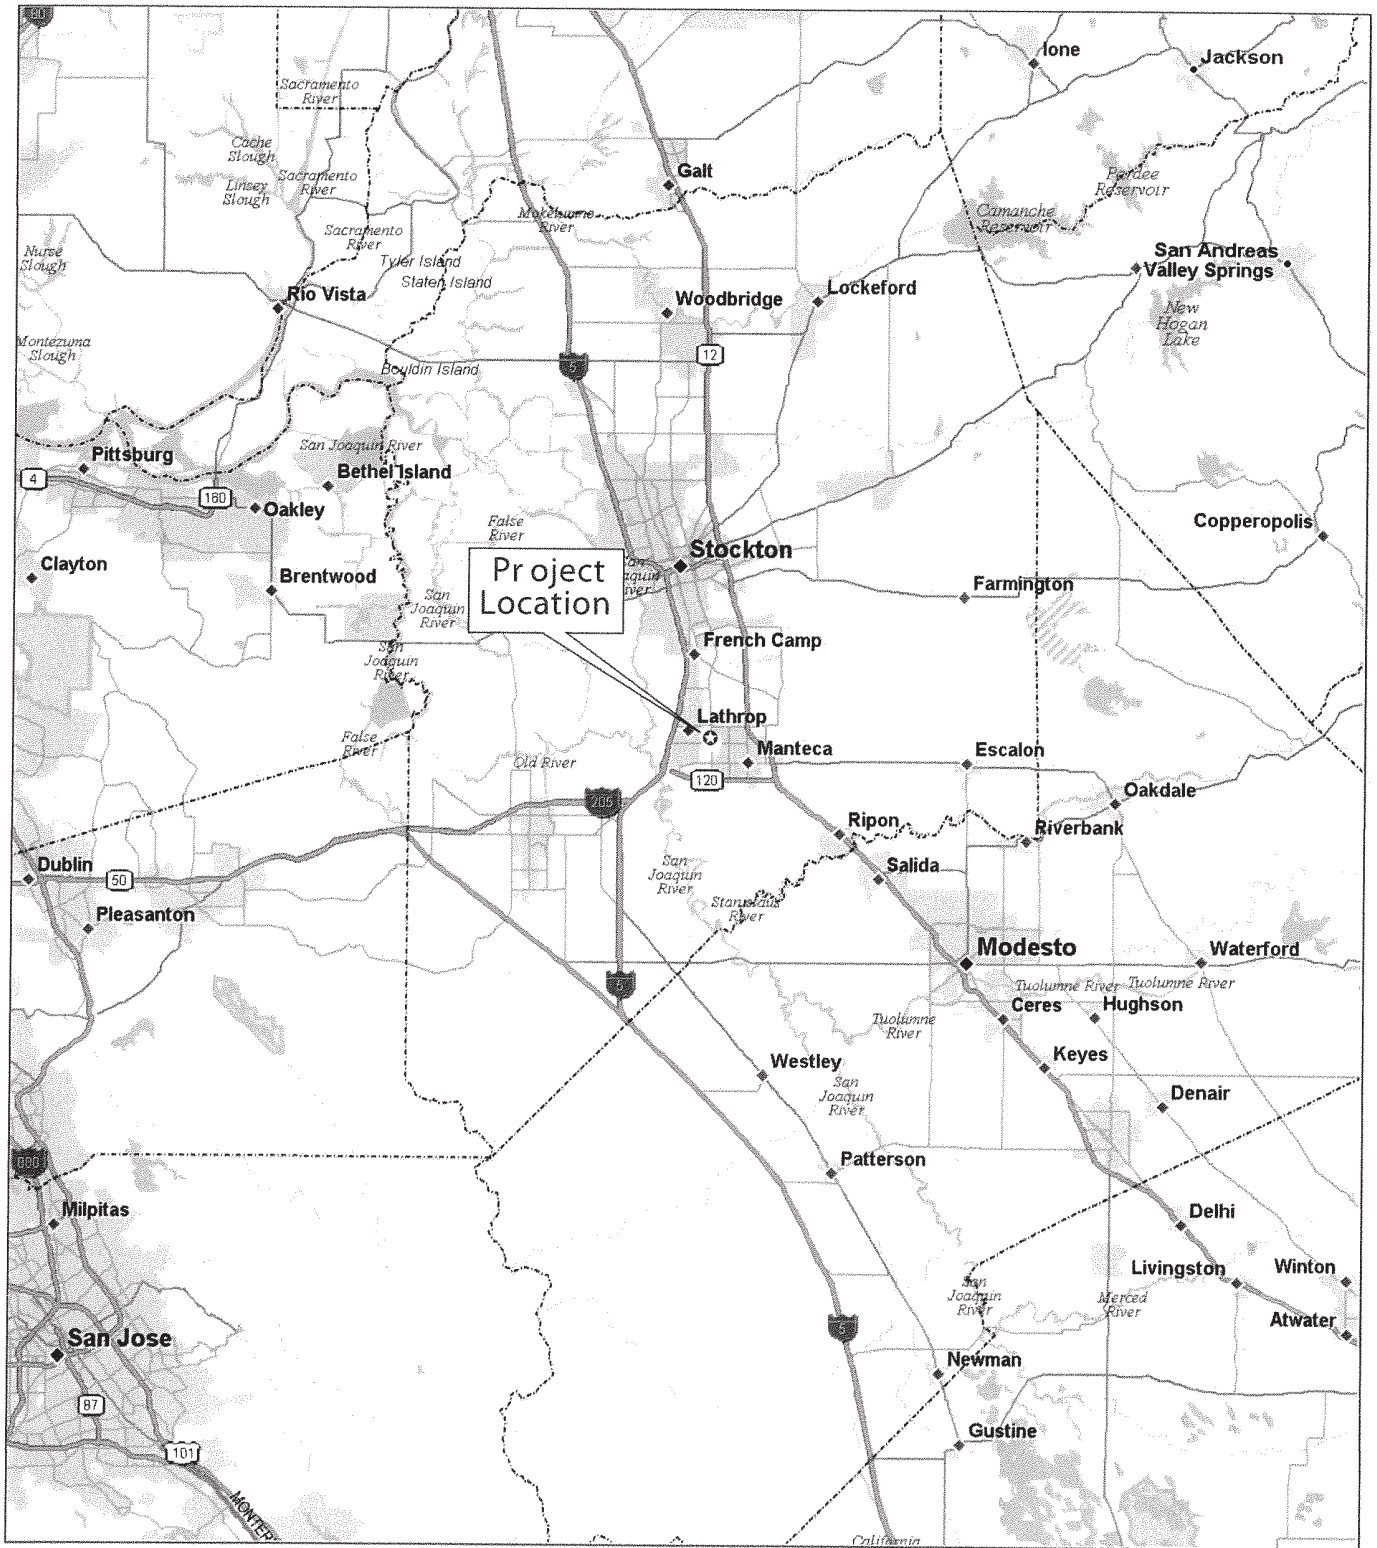 80
Ione
Jackson
Sacramento
River
Cache
Slough
Linsey
Slough
Sacramento
River
Galt
Pardee
Reservoir
Mokelumne
River
Camanche
Reservoir
Sacramento
River
Nurse
Slough
Tyler Island
Staten Island
San Andreas
Valley Springs
Rio Vista
Woodbridge
Lockeford
New
Hogan
Lake
Montezuma
Slough
12
5
Bouldin Island
San Joaquin River
Pittsburg
Bethel Island
4
160
Oakley
False
River
Copperopolis
Stockton
Clayton
Brentwood
Project
Location
San
Joaquin
River
Farmington
French Camp
San
Joaquin
River
Lathrop
False
River
Old River
Manteca
Escalon
120
205
Oakdale
Ripon
Riverbank
Dublin
50
San
Joaquin
River
Salida
Pleasanton
Stanislaus
River
Modesto
Waterford
5
Tuolumne River
Tuolumne River
Ceres
Hughson
Tuolumne
River
Keyes
Westley
San
Joaquin
River
Denair
Patterson
Milpitas
Delhi
Livingston
Winton
San
Joaquin
River
Merced
River
Atwater
5
San Jose
Newman
87
Gustine
101
MONTER
California